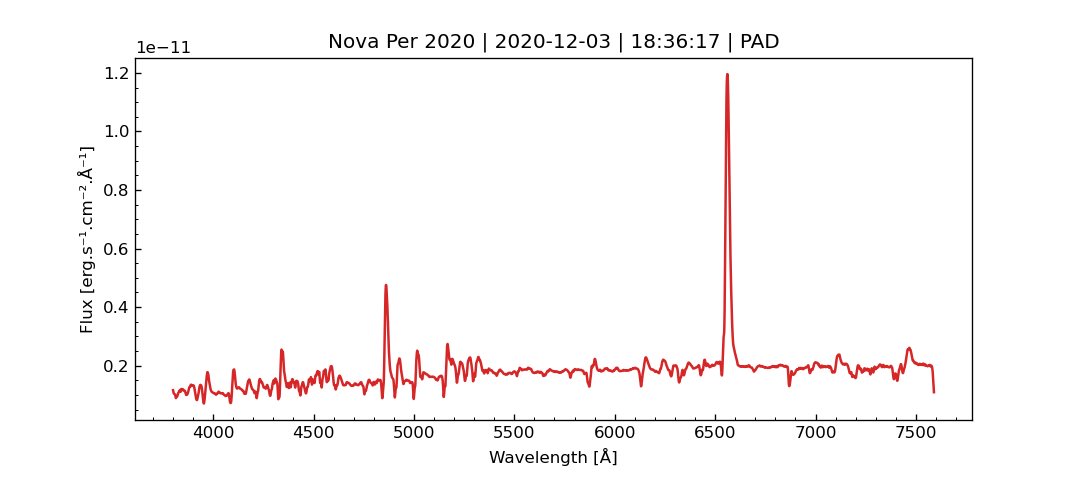 Nova Per 2020 | 2020-12-03 | 18:36:17 | PAD
1e−11
1.2
1.0
0.8
0.6
0.4
0.2
Flux [erg.s⁻¹.cm⁻².Å⁻¹]
4000 4500 5000 5500 6000 6500 7000 7500
Wavelength [Å]